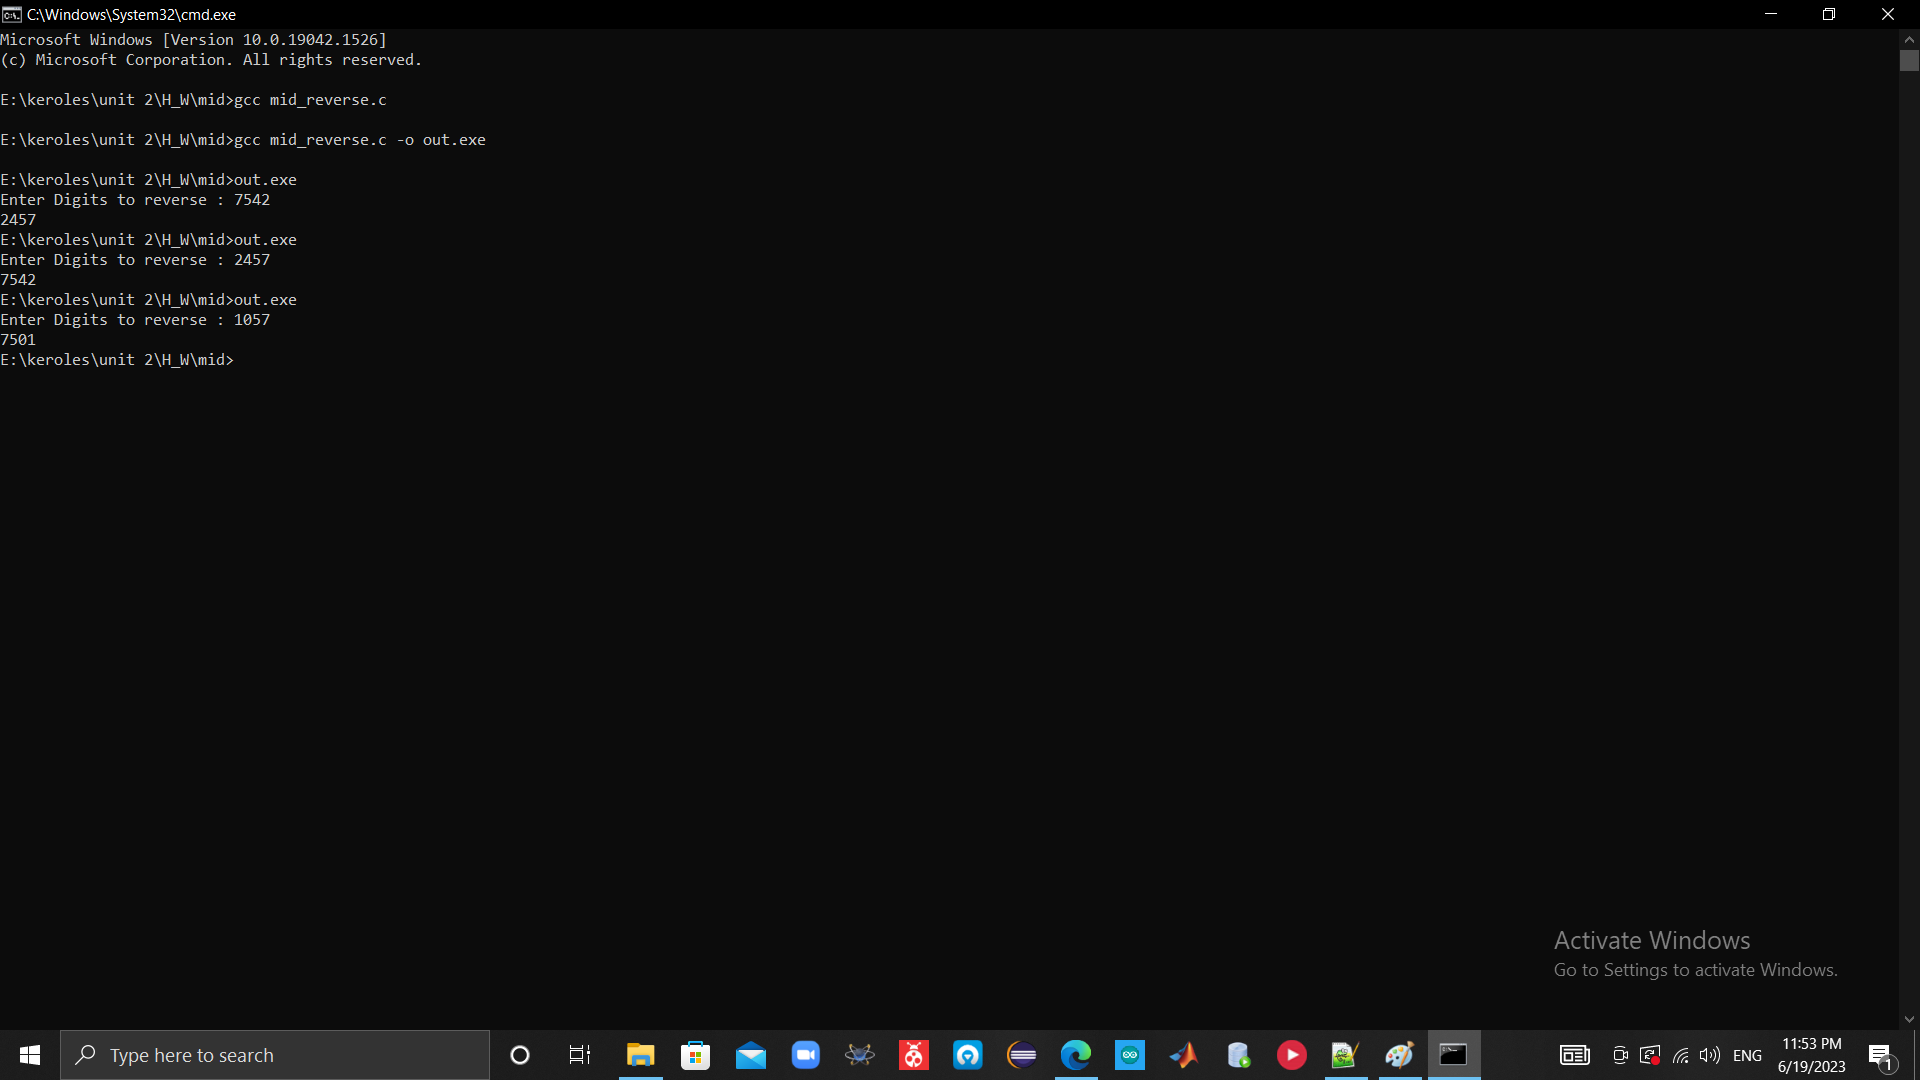 C:\Windows\System32\cmd.exe
Microsoft Windows [Version 10.0.19042.1526]
(c) Microsoft Corporation. All rights reserved.
E:\keroles\unit 2\H_W\mid>gcc mid_reverse.c
E:\keroles\unit 2\H_W\mid>gcc mid_reverse.c -o out.exe
E:\keroles\unit 2\H_W\mid>out.exe
Enter Digits to reverse : 7542
2457
E:\keroles\unit 2\H_W\mid>out.exe
Enter Digits to reverse : 2457
7542
E:\keroles\unit 2\H_W\mid>out.exe
Enter Digits to reverse : 1057
7501
E:\keroles\unit 2\H_W\mid>
Activate Windows
Go to Settings to activate Windows.
Type here to search
ENG
11:53 PM
6/19/2023
1